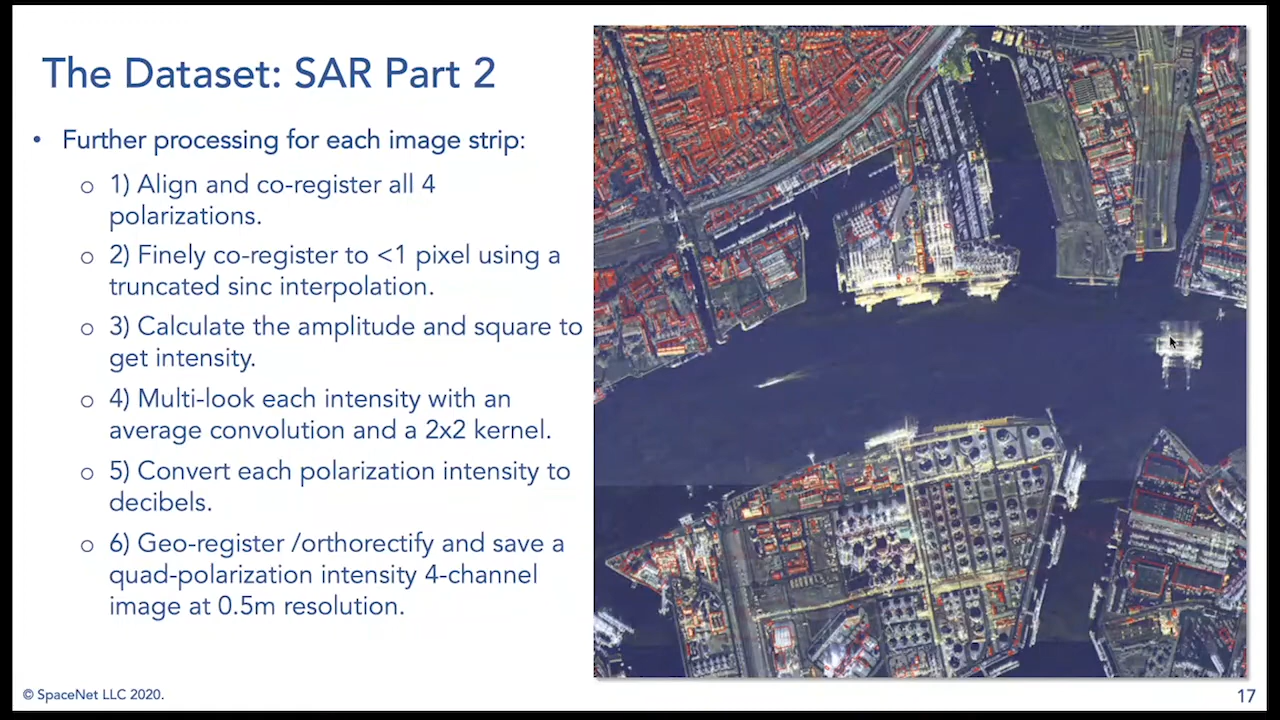 The Dataset: SAR Part 2
• Further processing for each image strip:
o 1) Align and co-register all 4
polarizations.
o 2) Finely co-register to <1 pixel using a
truncated sinc interpolation.
o 3) Calculate the amplitude and square to
get intensity.
o 4) Multi-look each intensity with an
average convolution and a 2x2 kernel.
o 5) Convert each polarization intensity to
decibels.
o 6) Geo-register /orthorectify and save a
quad-polarization intensity 4-channel
image at 0.5m resolution.
© SpaceNet LLC 2020.
17